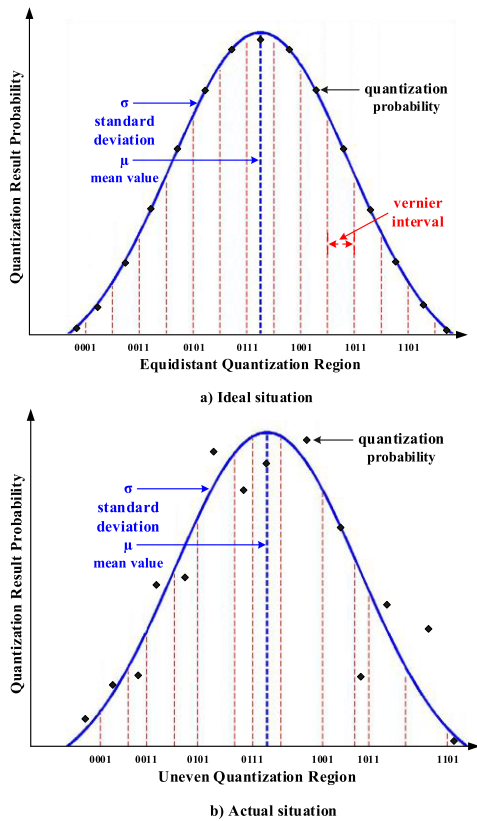 Quantization Result Probability
σ
standard
deviation
μ
mean value
quantization
probability
vernier
interval
0001 0011 0101 0111 1001 1011 1101
Equidistant Quantization Region
a) Ideal situation
Quantization Result Probability
σ
standard
deviation
μ
mean value
quantization
probability
0001 0011 0101 0111 1001 1011 1101
Uneven Quantization Region
b) Actual situation